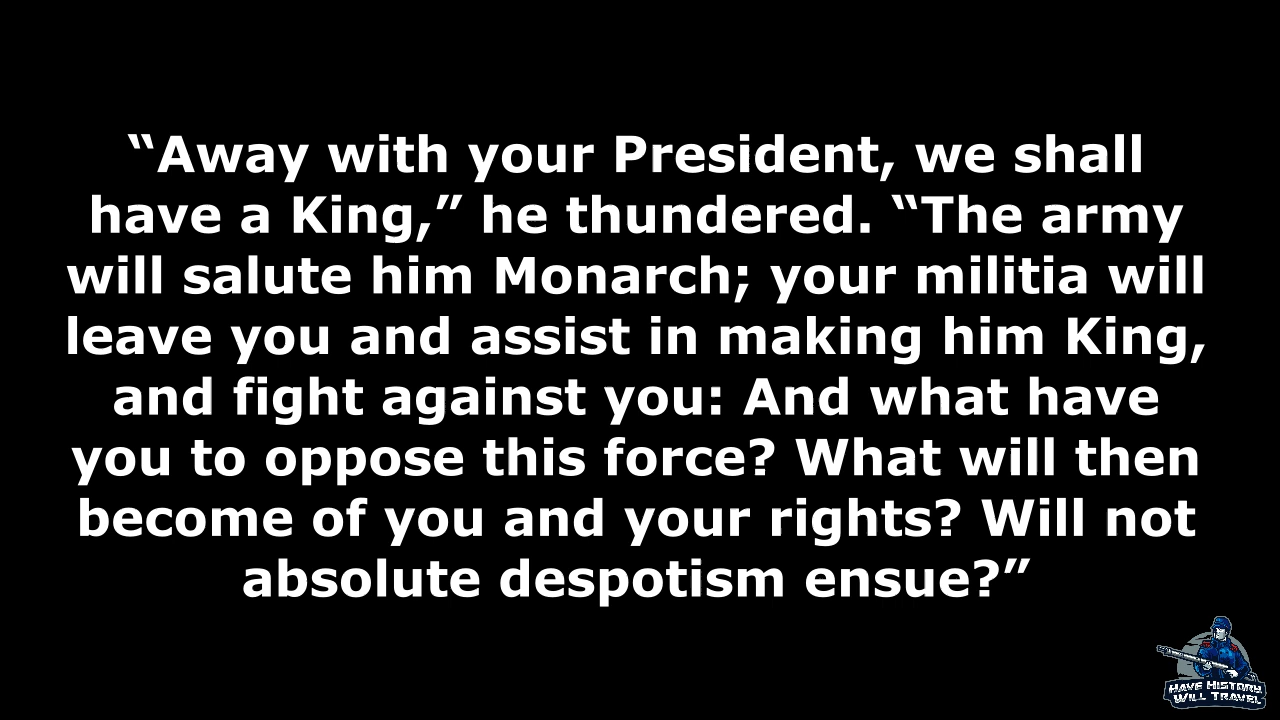 “Away with your President, we shall
have a King,” he thundered. “The army
will salute him Monarch; your militia will
leave you and assist in making him King,
and fight against you: And what have
you to oppose this force? What will then
become of you and your rights? Will not
absolute despotism ensue?”
HAVE HISTORY
WILL TRAVEL